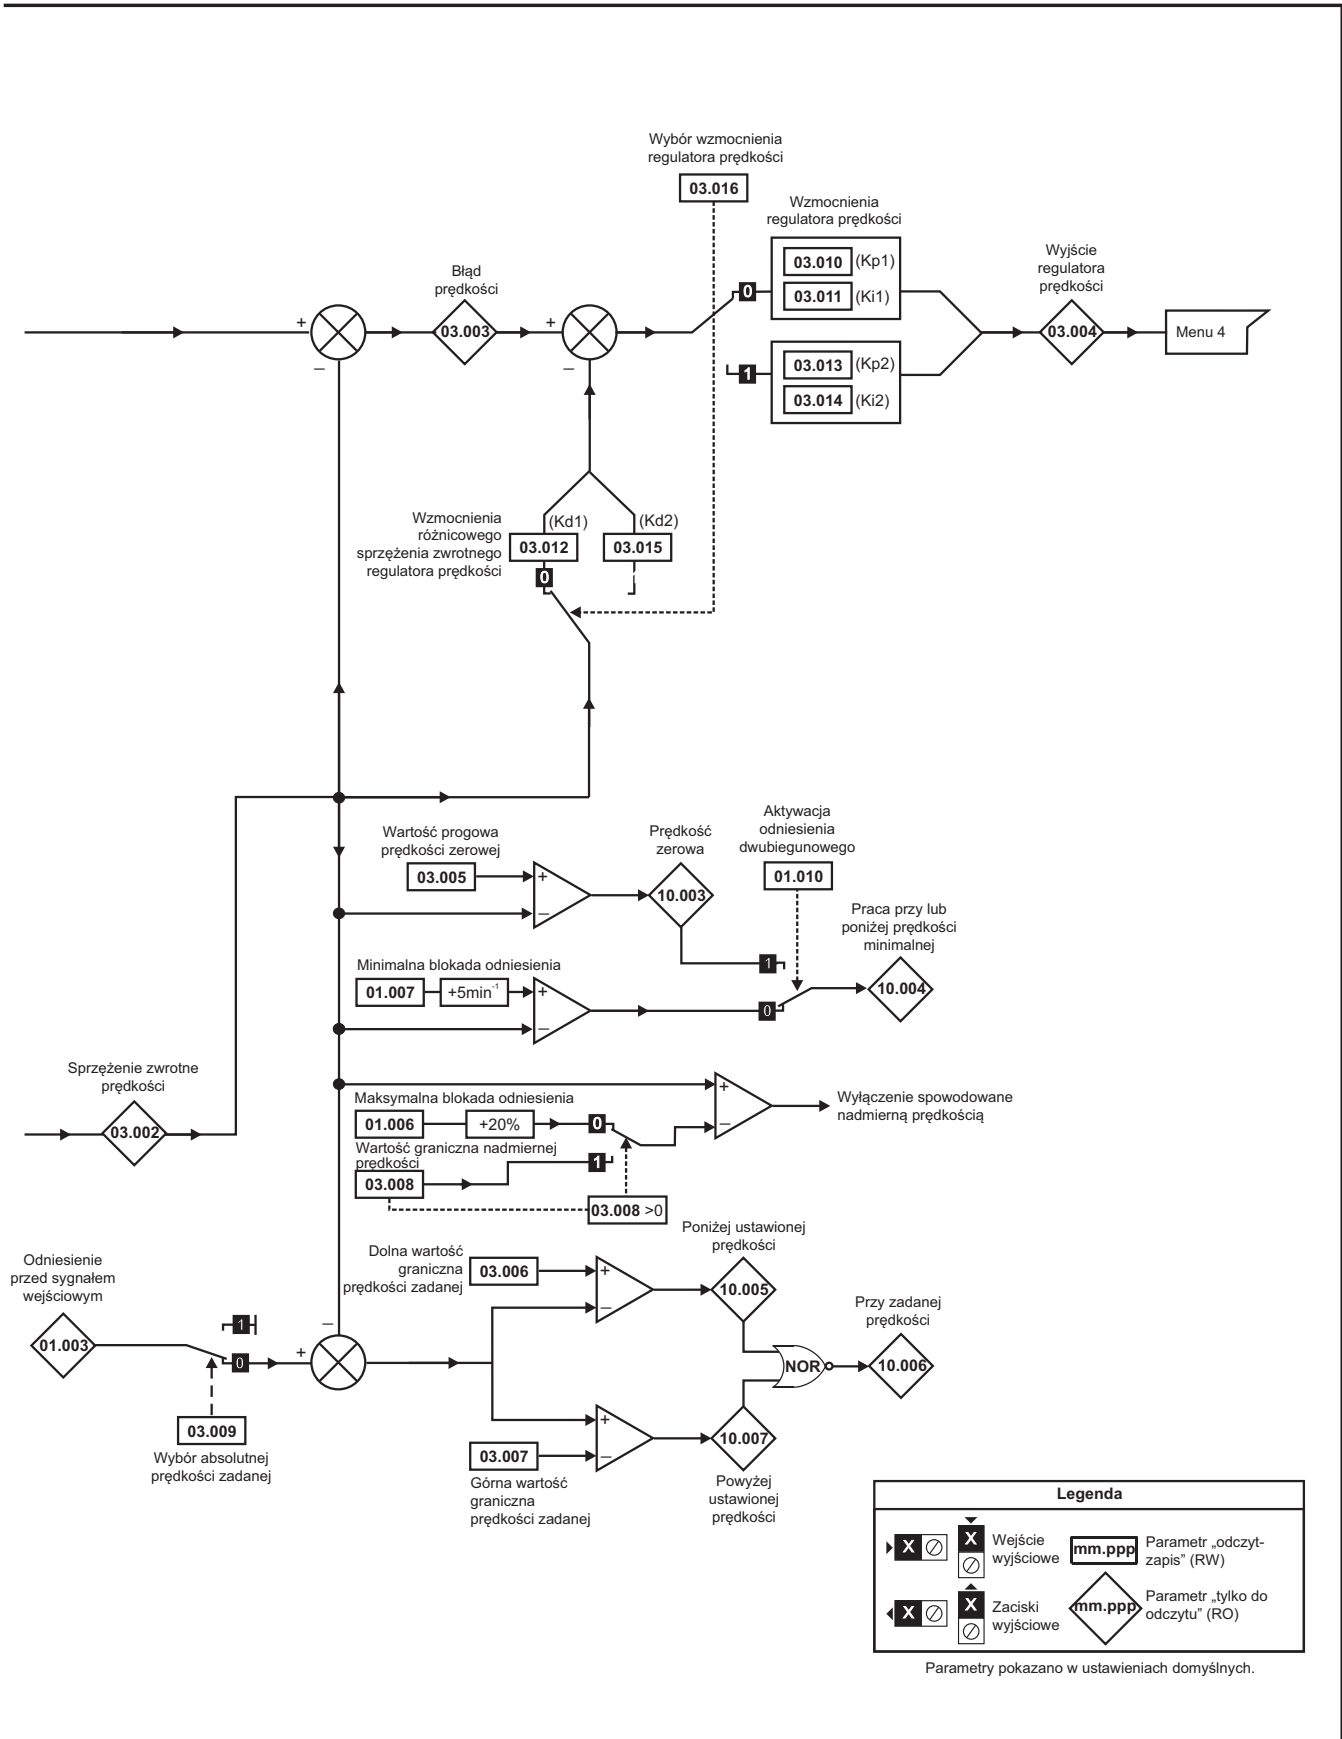 Wybór wzmocnienia
regulatora prędkości
03.016
Wzmocnienia
regulatora prędkości
03.010 (Kp1)
03.011 (Ki1)
0
03.013 (Kp2)
03.014 (Ki2)
1
Wyjście
regulatora
prędkości
03.004
Menu 4
Błąd
prędkości
03.003
+
–
+
–
Wzmocnienia
różnicowego
sprzężenia zwrotnego
regulatora prędkości
(Kd1)
03.012
0
(Kd2)
03.015
Wartość progowa
prędkości zerowej
03.005
+
–
Prędkość
zerowa
10.003
Aktywacja
odniesienia
dwubiegunowego
01.010
Praca przy lub
poniżej prędkości
minimalnej
10.004
1
0
Minimalna blokada odniesienia
01.007
+5min-1
+
–
Sprzężenie zwrotne
prędkości
03.002
Maksymalna blokada odniesienia
01.006
+20%
0
Wartość graniczna nadmiernej
prędkości
03.008
1
03.008 >0
+
–
Wyłączenie spowodowane
nadmierną prędkością
Odniesienie
przed sygnałem
wejściowym
01.003
1
0
03.009
Wybór absolutnej
prędkości zadanej
+
–
Dolna wartość
graniczna
prędkości zadanej
03.006
+
–
Poniżej ustawionej
prędkości
10.005
NOR
Przy zadanej
prędkości
10.006
03.007
+
–
Górna wartość
graniczna
prędkości zadanej
10.007
Powyżej
ustawionej
prędkości
Legenda
X
X
Wejście
wyjściowe
mm.ppp
Parametr „odczyt-
zapis” (RW)
X
X
Zaciski
wyjściowe
mm.ppp
Parametr „tylko do
odczytu” (RO)
Parametry pokazano w ustawieniach domyślnych.